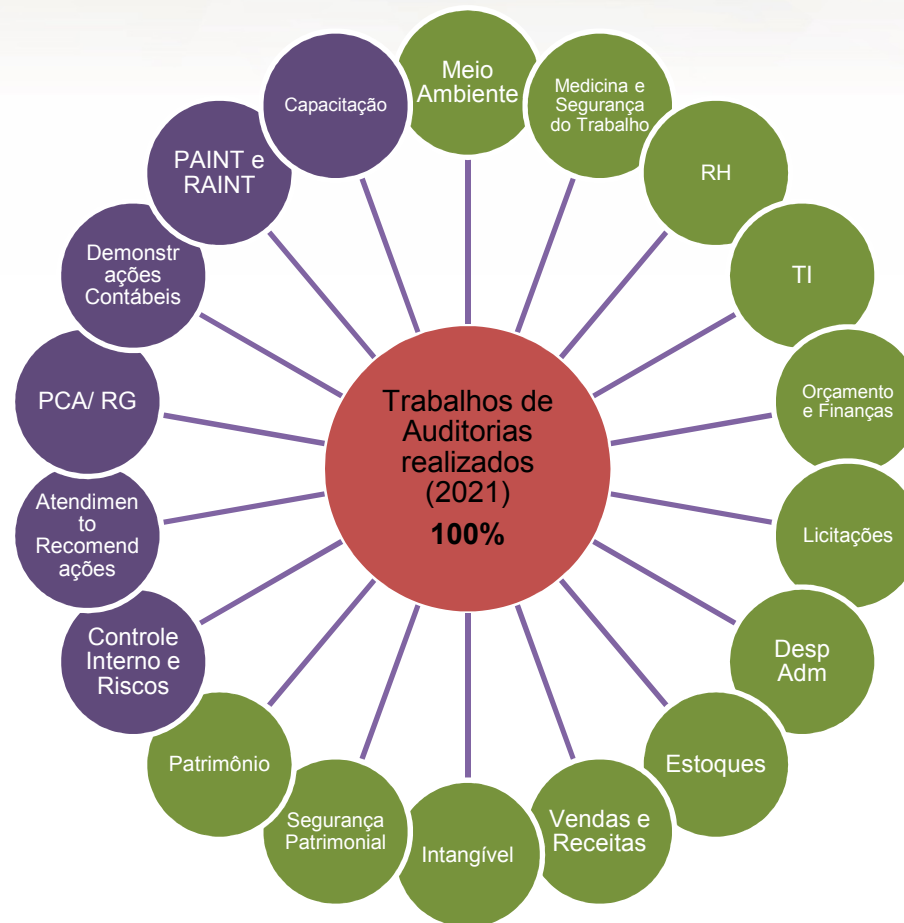 Meio
Ambiente
Medicina e
Segurança
do Trabalho
RH
TI
Orçamento
e Finanças
Licitações
Desp
Adm
Estoques
Vendas e
Receitas
Intangível
Segurança
Patrimonial
Patrimônio
Controle
Interno e
Riscos
Atendimen
to
Recomend
ações
PCA/ RG
Demonstr
ações
Contábeis
PAINT e
RAINT
Capacitação
Trabalhos de
Auditorias
realizados
(2021)
100%